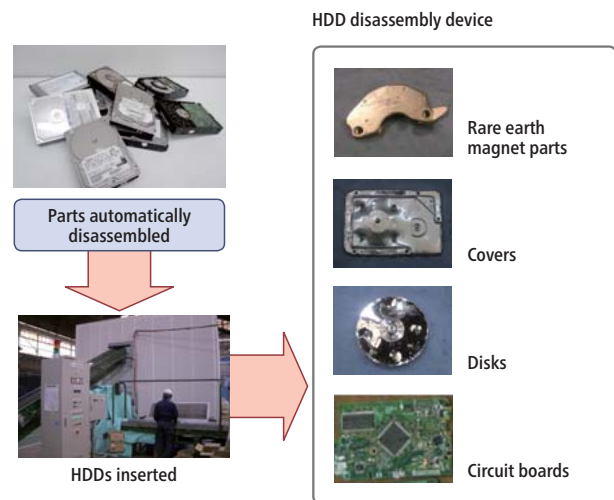 HDD disassembly device
Parts automatically
disassembled
HDDs inserted
Rare earth
magnet parts
Covers
Disks
Circuit boards